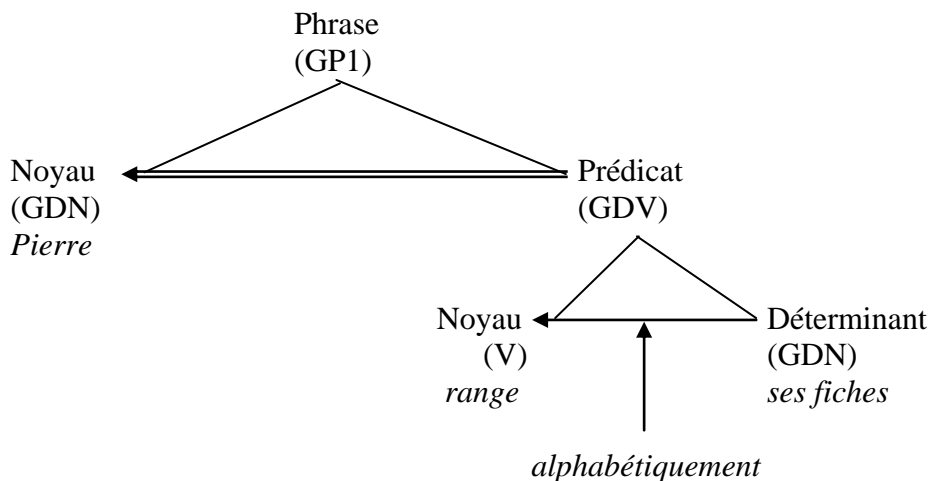 Phrase
(GP1)
Noyau
(GDN)
Pierre
Prédicat
(GDV)
Noyau
(V)
range
Déterminant
(GDN)
ses fiches
alphabétiquement